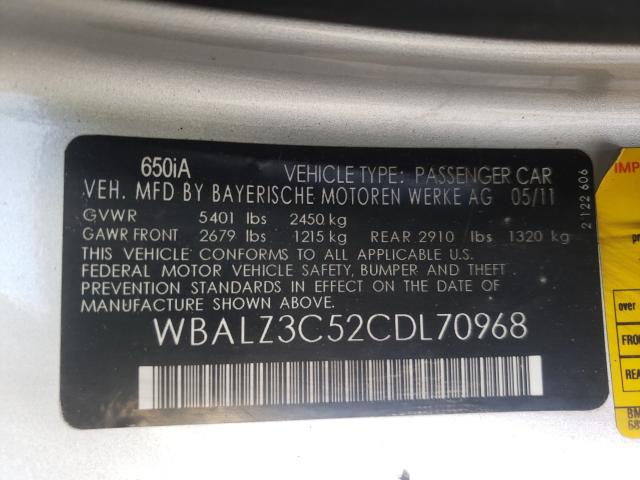 650iA VEHICLE TYPE: PASSENGER CAR
VEH. MFD BY BAYERISCHE MOTOREN WERKE AG 05/11
GVWR 5401 lbs 2450 kg
GAWR FRONT 2679 lbs 1215 kg REAR 2910 lbs 1320 kg
THIS VEHICLE CONFORMS TO ALL APPLICABLE U.S.
FEDERAL MOTOR VEHICLE SAFETY, BUMPER AND THEFT
PREVENTION STANDARDS IN EFFECT ON THE DATE OF
MANUFACTURE SHOWN ABOVE.
WBALZ3C52CDL70968
2 122 606
over
FRO
REA